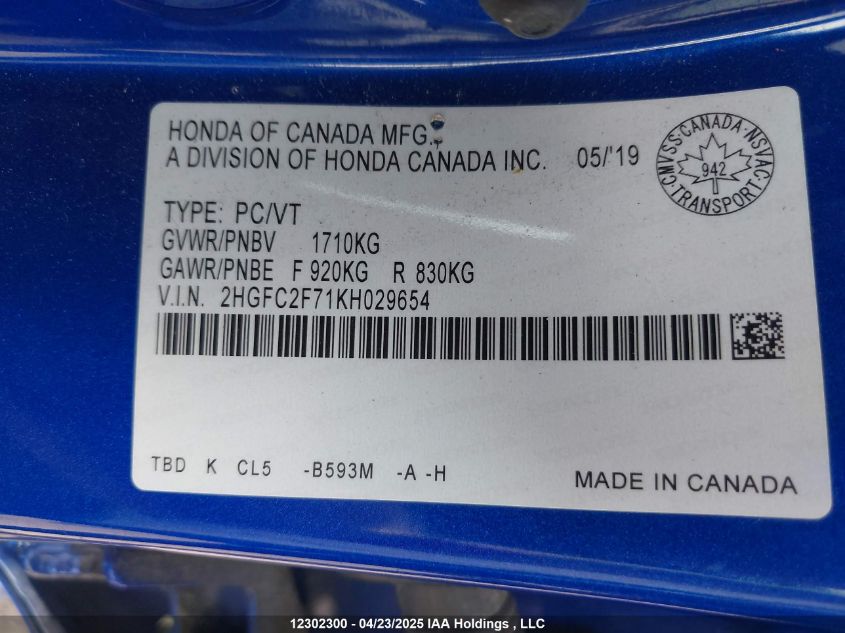 HONDA OF CANADA MFG.,
A DIVISION OF HONDA CANADA INC. 05/'19
CMVSS·CANADA·NSVAC
942
·TRANSPORT·
TYPE: PC/VT
GVWR/PNBV 1710KG
GAWR/PNBE F 920KG R 830KG
V.I.N. 2HGFC2F71KH029654
TBD K CL5 -B593M -A -H
MADE IN CANADA
12302300 - 04/23/2025 IAA Holdings , LLC